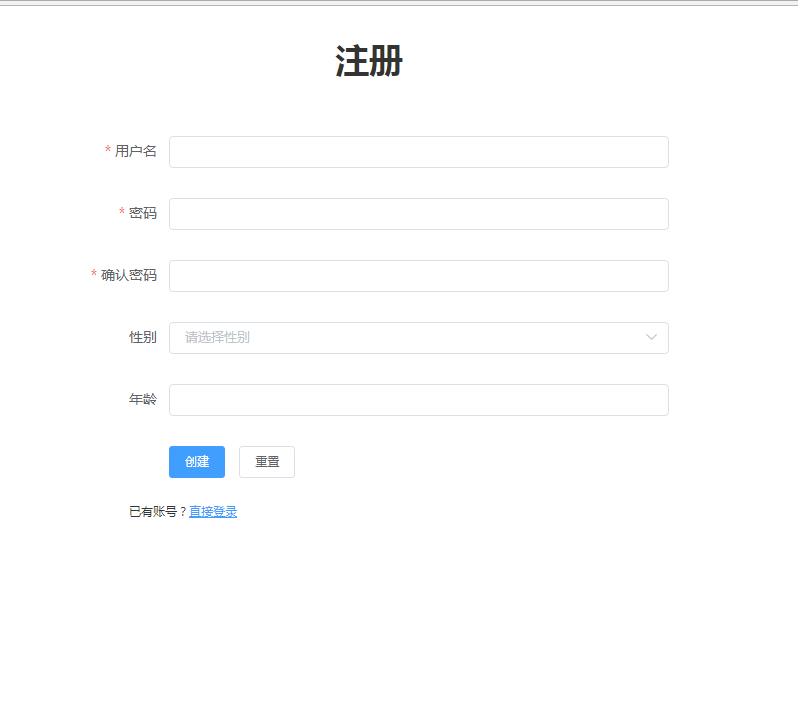 注册
* 用户名
* 密码
* 确认密码
性别 请选择性别
年龄
创建 重置
已有账号？直接登录